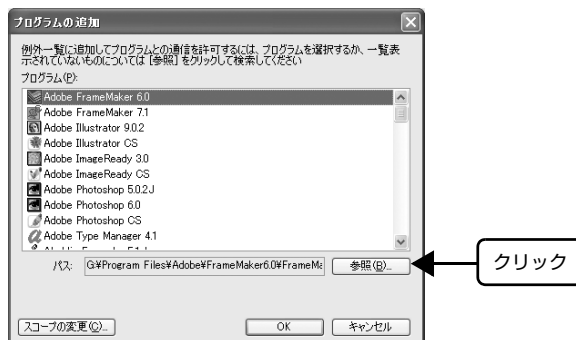 プログラムの追加
例外一覧に追加してプログラムとの通信を許可するには、プログラムを選択するか、一覧表
示されていないものについては [参照] をクリックして検索してください
プログラム(P):
Adobe FrameMaker 6.0
Adobe FrameMaker 7.1
Adobe Illustrator 9.0.2
Adobe Illustrator CS
Adobe ImageReady 3.0
Adobe ImageReady CS
Adobe Photoshop 5.0.2J
Adobe Photoshop 6.0
Adobe Photoshop CS
Adobe Type Manager 4.1
パス: G:¥Program Files¥Adobe¥FrameMaker6.0¥FrameMa 参照(B)... クリック
スコープの変更(C)... OK キャンセル